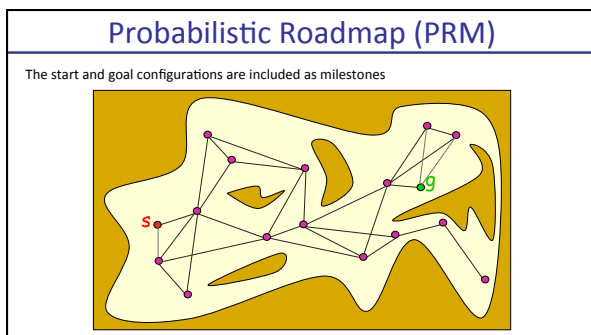 Probabilistic Roadmap (PRM)
The start and goal configurations are included as milestones
s
g